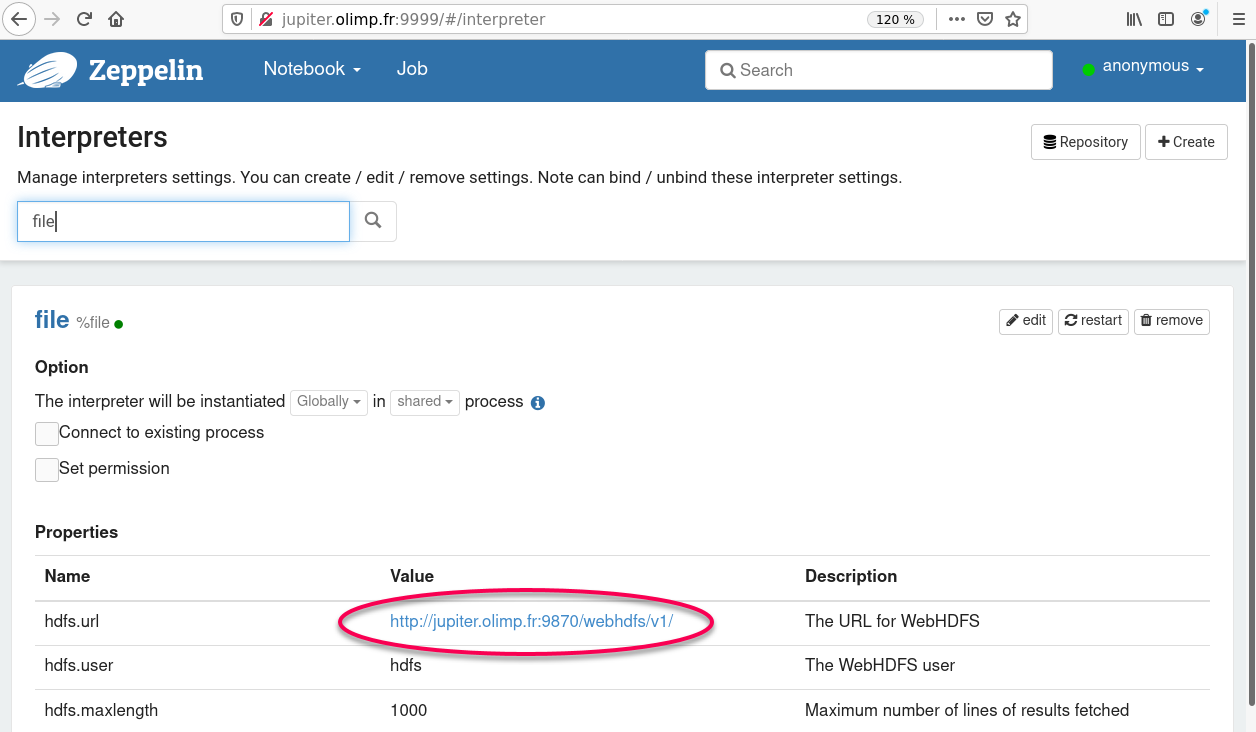 jupiter.olimp.fr:9999/#/interpreter 120 %
Zeppelin Notebook Job Search anonymous
Interpreters
Repository Create
Manage interpreters settings. You can create / edit / remove settings. Note can bind / unbind these interpreter settings.
file
file %file edit restart remove
Option
The interpreter will be instantiated Globally in shared process
Connect to existing process
Set permission
Properties
Name Value Description
hdfs.url http://jupiter.olimp.fr:9870/webhdfs/v1/ The URL for WebHDFS
hdfs.user hdfs The WebHDFS user
hdfs.maxlength 1000 Maximum number of lines of results fetched